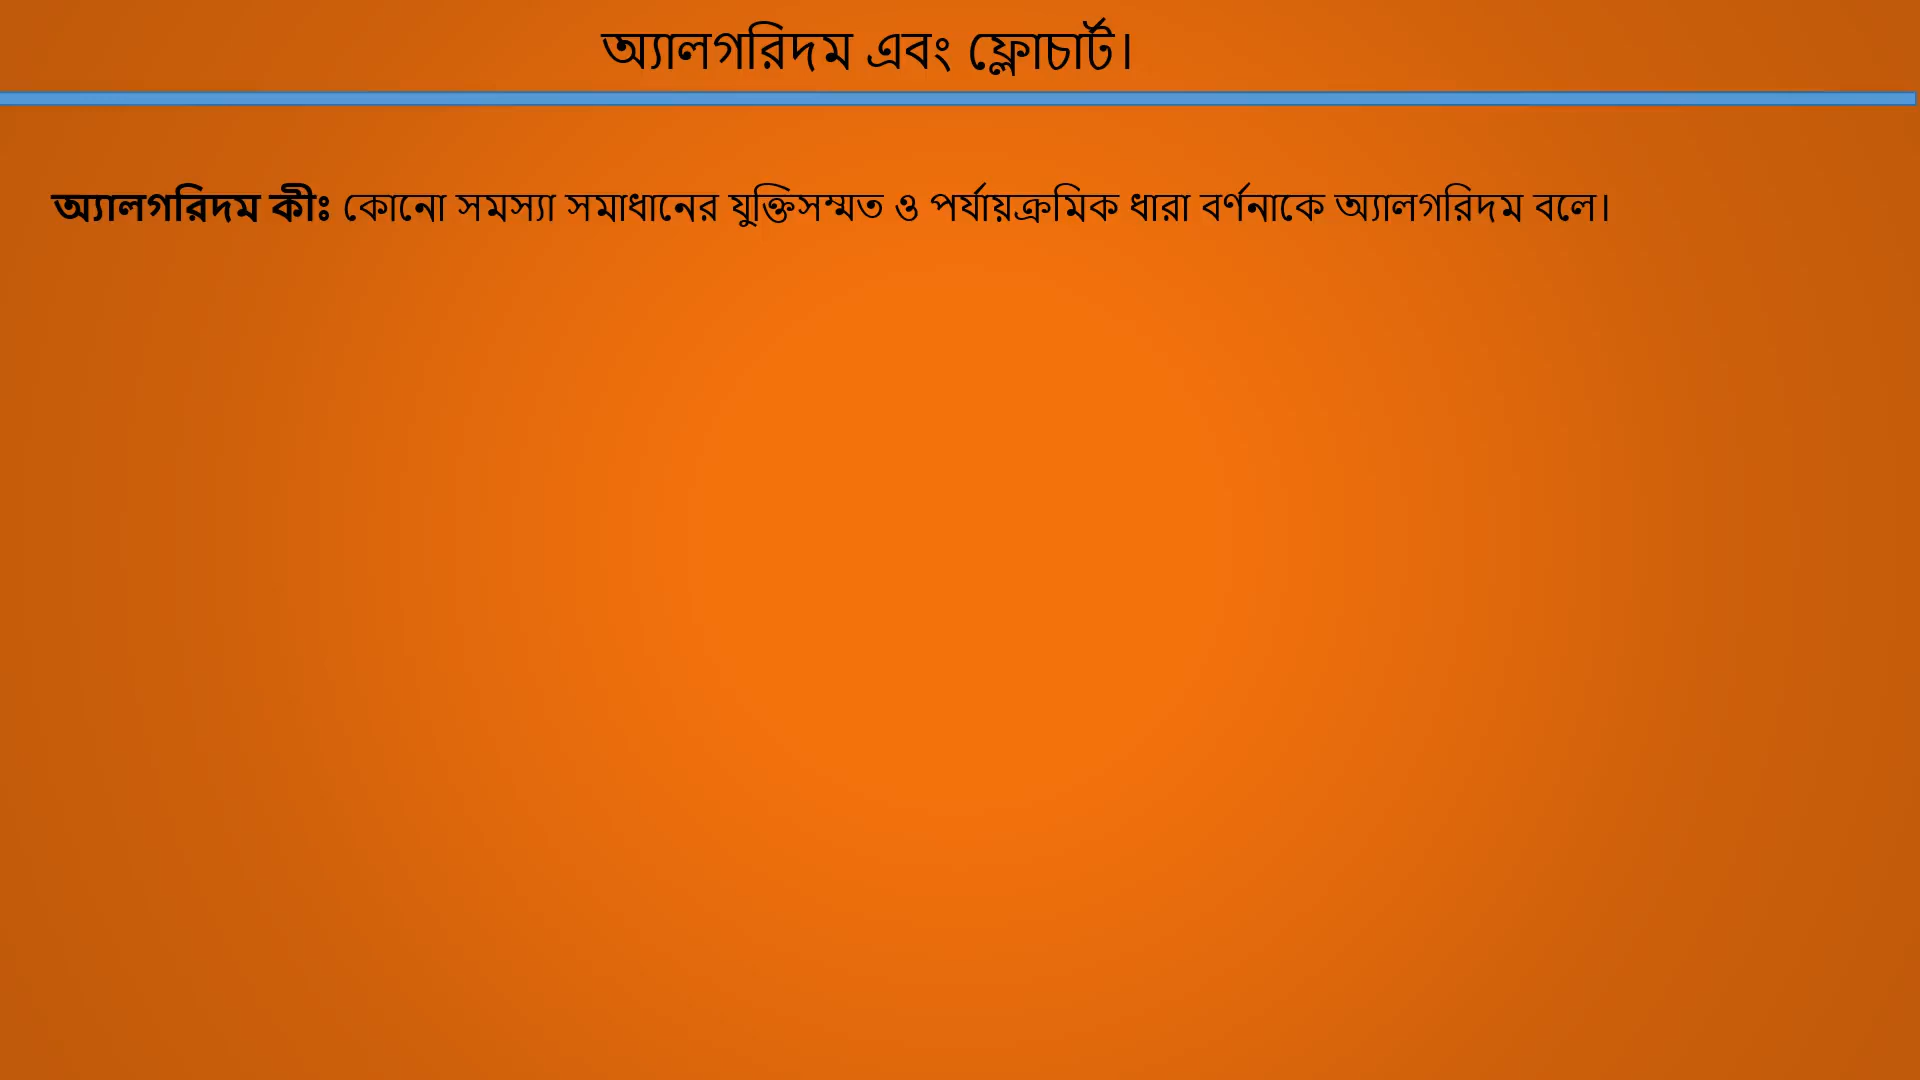 অ্যালগরিদম এবং ফ্লোচার্ট।
অ্যালগরিদম কীঃ কোনো সমস্যা সমাধানের যুক্তিসম্মত ও পর্যায়ক্রমিক ধারা বর্ণনাকে অ্যালগরিদম বলে।